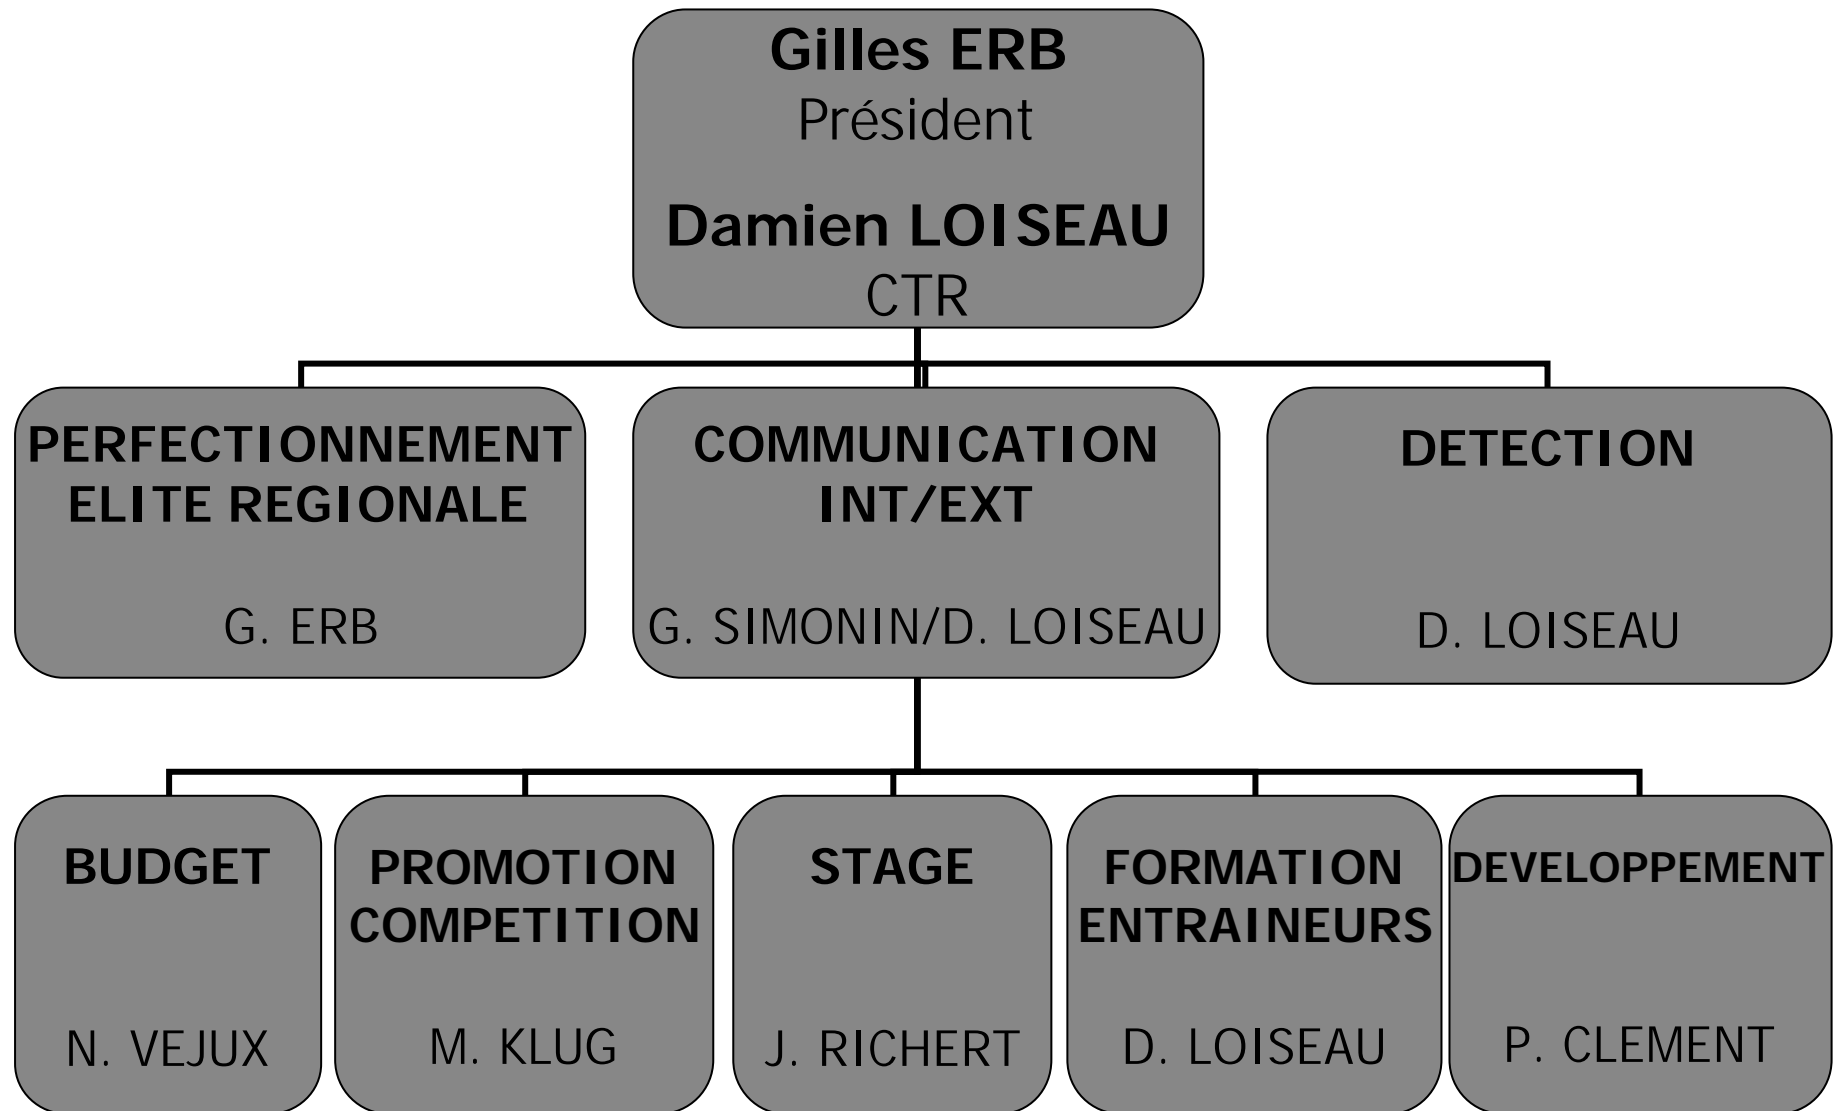 Gilles ERB
Président
Damien LOISEAU
CTR
PERFECTIONNEMENT
ELITE REGIONALE
G. ERB
COMMUNICATION
INT/EXT
G. SIMONIN/D. LOISEAU
DETECTION
D. LOISEAU
BUDGET
N. VEJUX
PROMOTION
COMPETITION
M. KLUG
STAGE
J. RICHERT
FORMATION
ENTRAINEURS
D. LOISEAU
DEVELOPPEMENT
P. CLEMENT